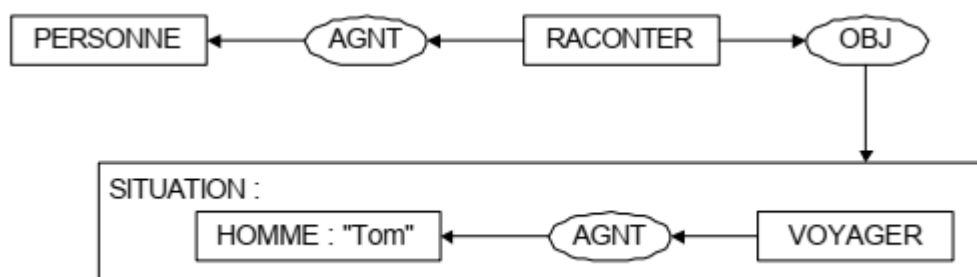 PERSONNE AGNT RACONTER OBJ
SITUATION :
HOMME : "Tom" AGNT VOYAGER